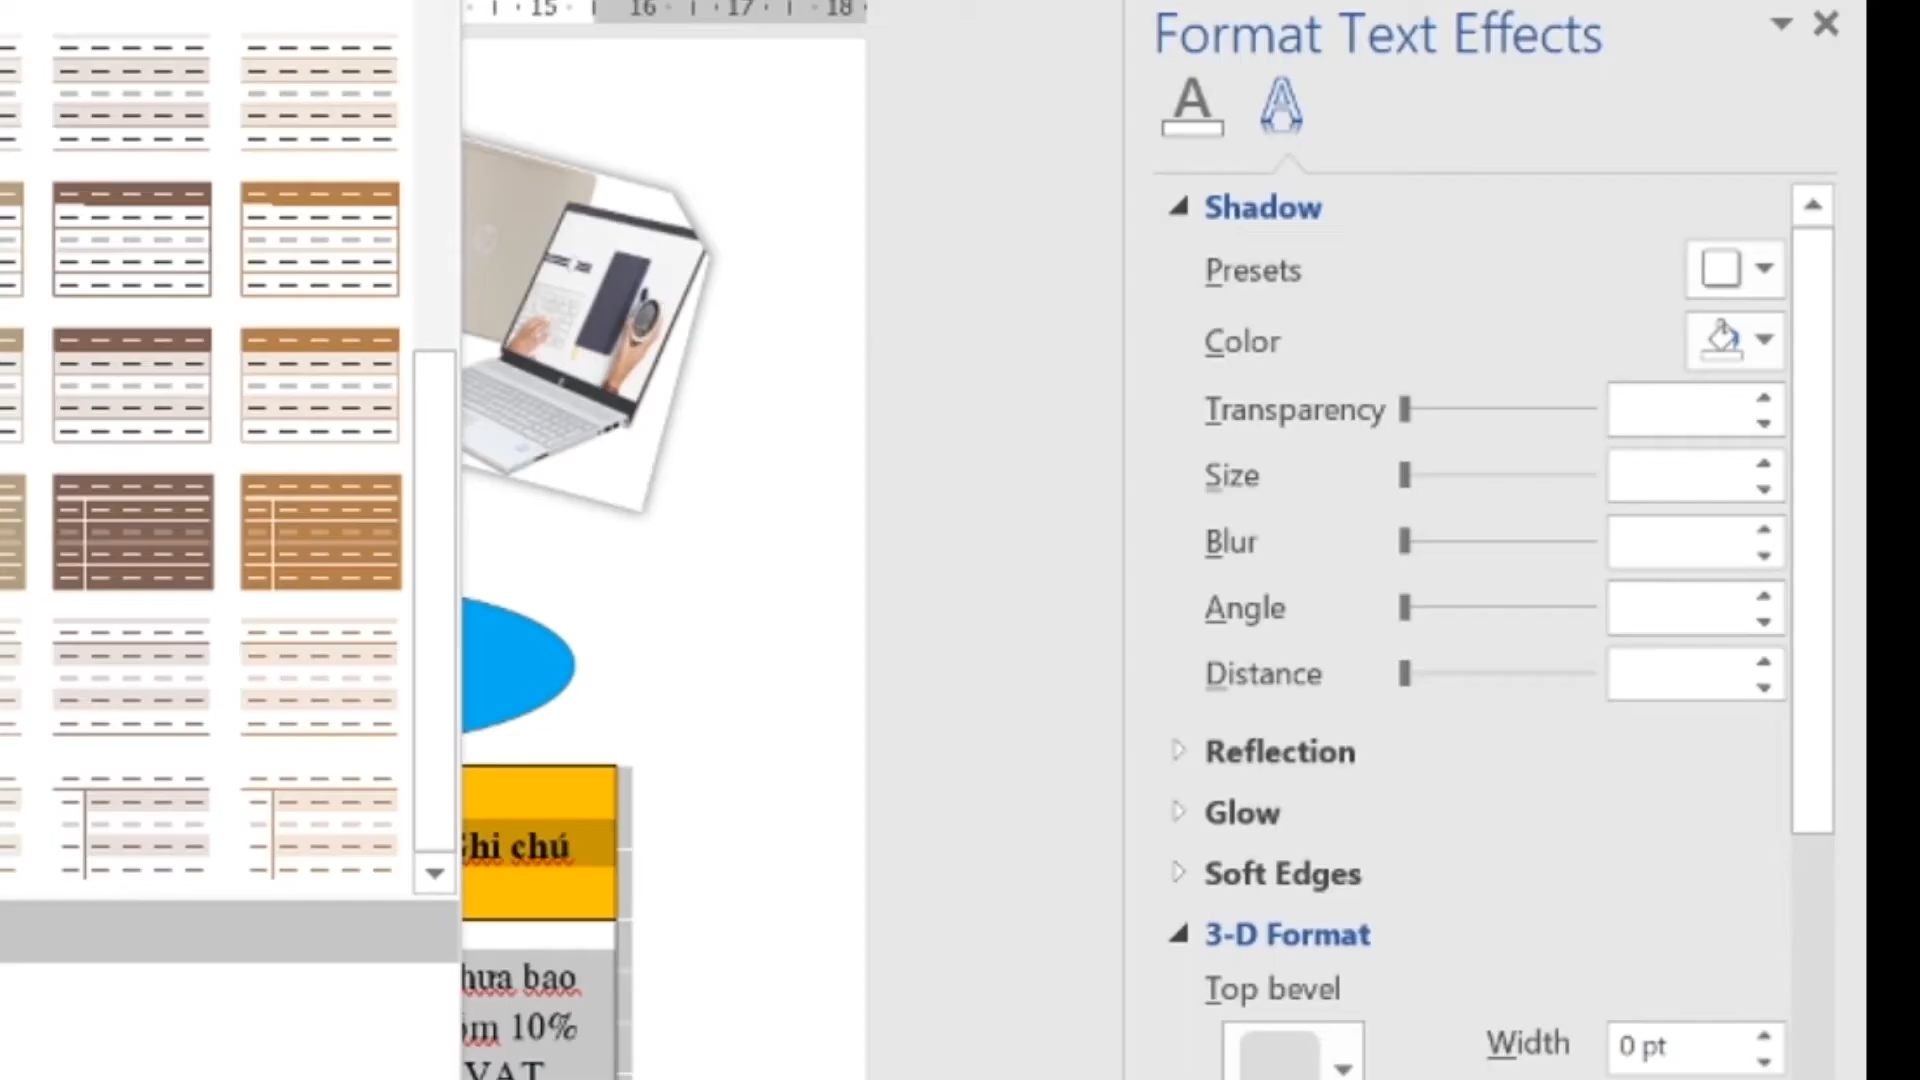 15 16 17 18
Format Text Effects
Shadow
Presets
Color
Transparency
Size
Blur
Angle
Distance
Reflection
Glow
Soft Edges
3-D Format
Top bevel
Width 0 pt
hi chú
hưa bao
ồm 10%
VAT